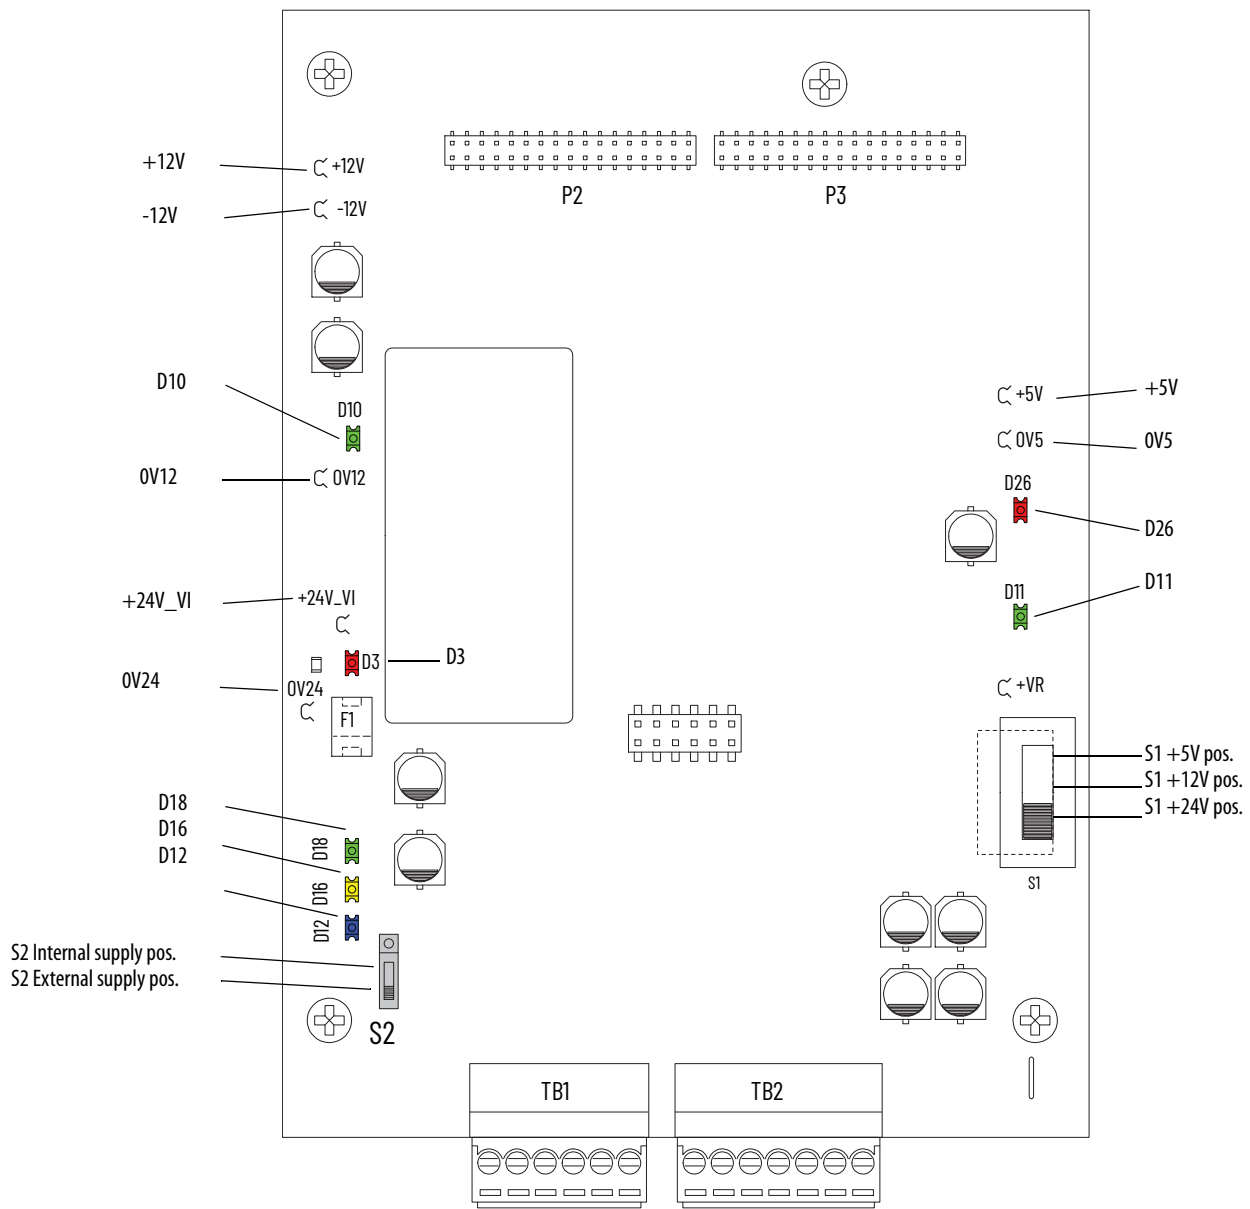 P2
P3
+12V
+12V
-12V
-12V
D10
D10
+5V
+5V
0V5
0V5
0V12
0V12
D26
D26
D11
D11
+24V_VI
+24V_VI
D3
D3
0V24
0V24
F1
+VR
S1 +5V pos.
S1 +12V pos.
S1 +24V pos.
S1
D18
D16
D12
D18
D16
D12
S2 Internal supply pos.
S2 External supply pos.
S2
TB1
TB2